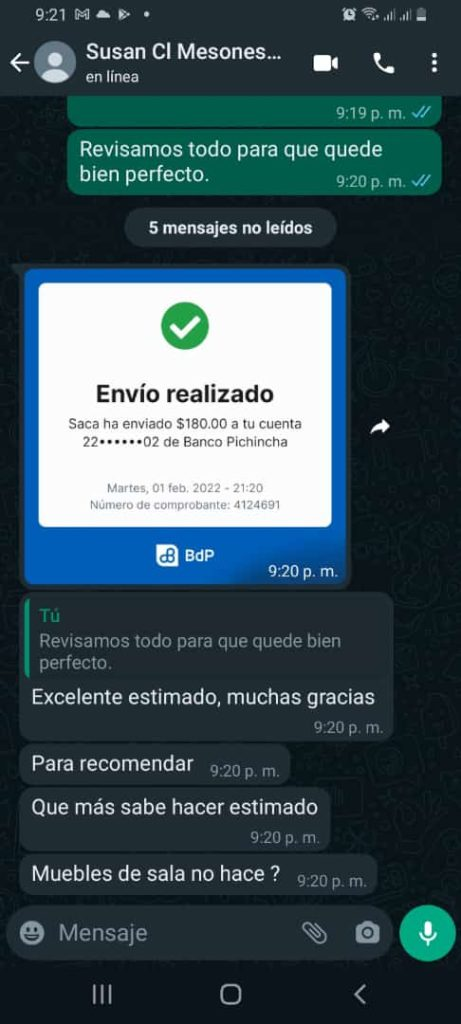 9:21
Susan Cl Mesones...
en línea
9:19 p. m.
Revisamos todo para que quede
bien perfecto.
9:20 p. m.
5 mensajes no leídos
Envío realizado
Saca ha enviado $180.00 a tu cuenta
22••••••02 de Banco Pichincha
Martes, 01 feb. 2022 - 21:20
Número de comprobante: 4124691
BdP
9:20 p. m.
Tú
Revisamos todo para que quede bien
perfecto.
Excelente estimado, muchas gracias
9:20 p. m.
Para recomendar 9:20 p. m.
Que más sabe hacer estimado
9:20 p. m.
Muebles de sala no hace ? 9:20 p. m.
Mensaje